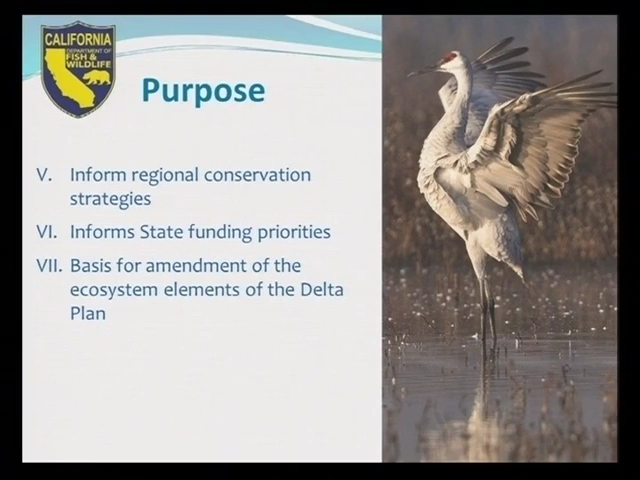 CALIFORNIA
DEPARTMENT OF
FISH &
WILDLIFE
Purpose
V. Inform regional conservation
strategies
VI. Informs State funding priorities
VII. Basis for amendment of the
ecosystem elements of the Delta
Plan